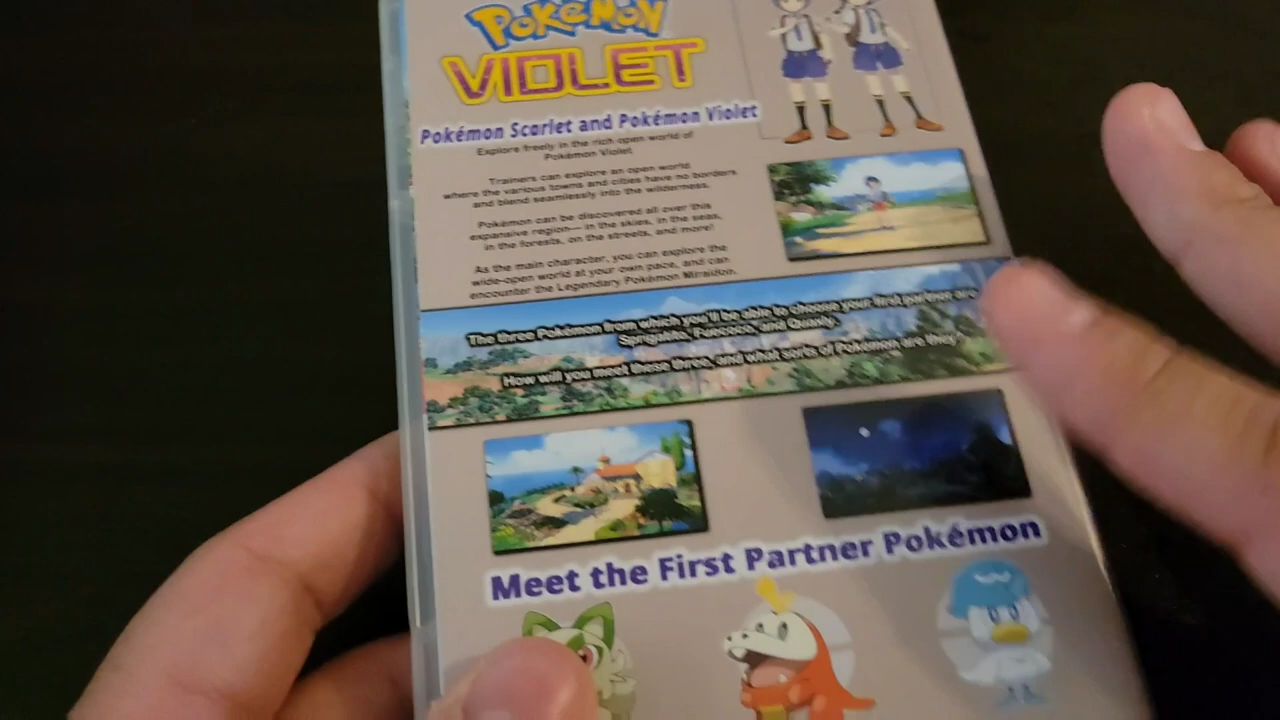 POKéMON
VIOLET
Pokémon Scarlet and Pokémon Violet
Explore freely in the rich open world of
Pokémon Violet.
Trainers can explore an open world
where the various towns and cities have no borders
and blend seamlessly into the wilderness.
Pokémon can be discovered all over this
expansive region— in the skies, in the seas,
in the forests, on the streets, and more!
As the main character, you can explore the
wide-open world at your own pace, and can
encounter the Legendary Pokémon Miraidon.
The three Pokémon from which you'll be able to choose your first partner are
Sprigatito, Fuecoco, and Quaxly.
How will you meet these three, and what sorts of Pokémon are they?
Meet the First Partner Pokémon